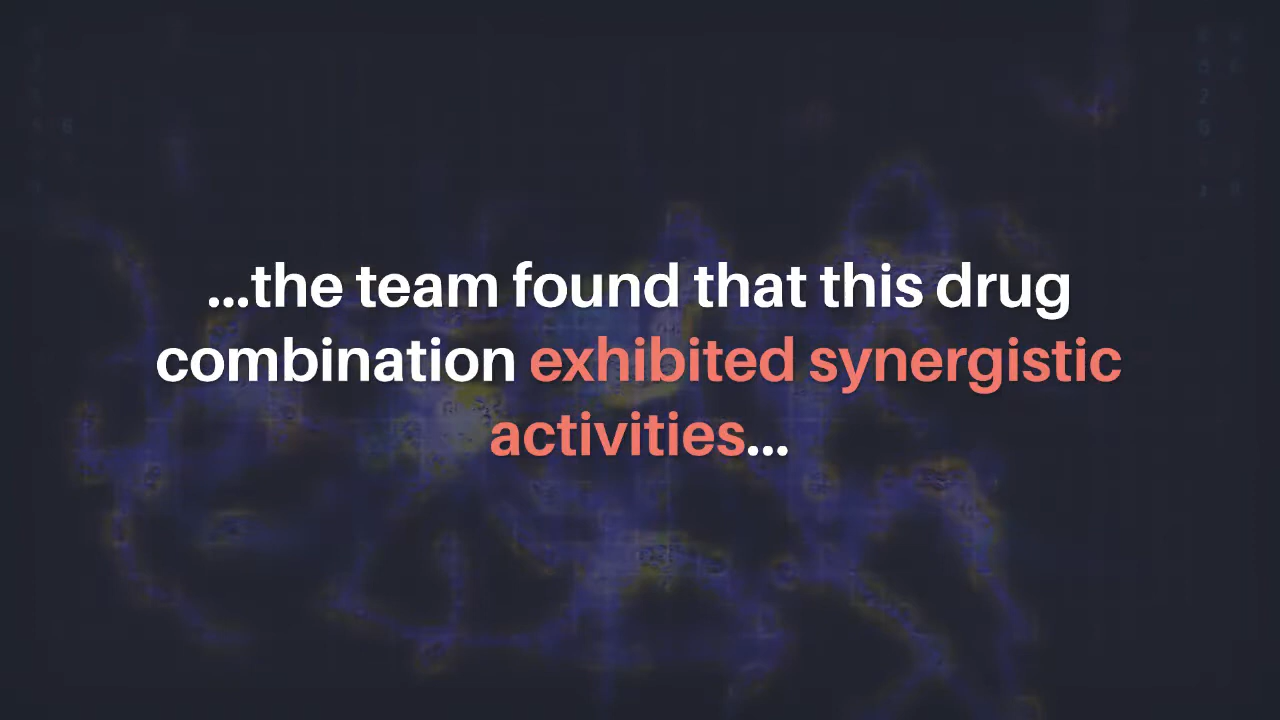 ...the team found that this drug
combination exhibited synergistic
activities...